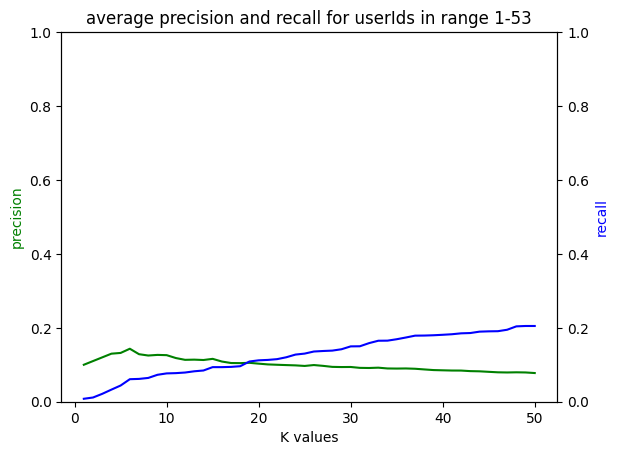 average precision and recall for userIds in range 1-53
1.0
0.8
0.6
0.4
0.2
0.0
precision
1.0
0.8
0.6
0.4
0.2
0.0
recall
0 10 20 30 40 50
K values